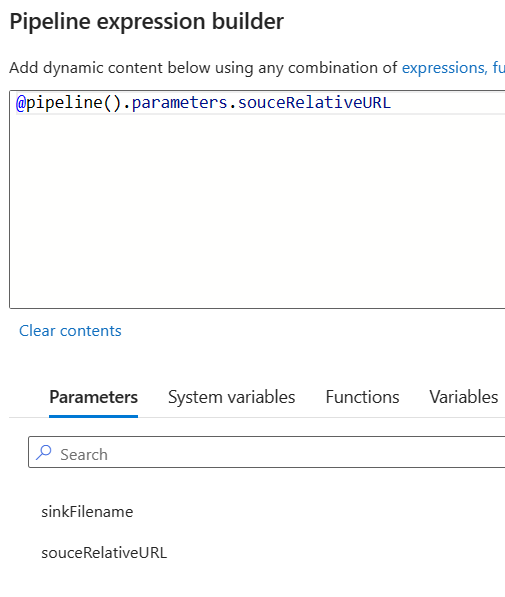 Pipeline expression builder
Add dynamic content below using any combination of expressions, fu
@pipeline().parameters.souceRelativeURL
Clear contents
Parameters System variables Functions Variables
Search
sinkFilename
souceRelativeURL